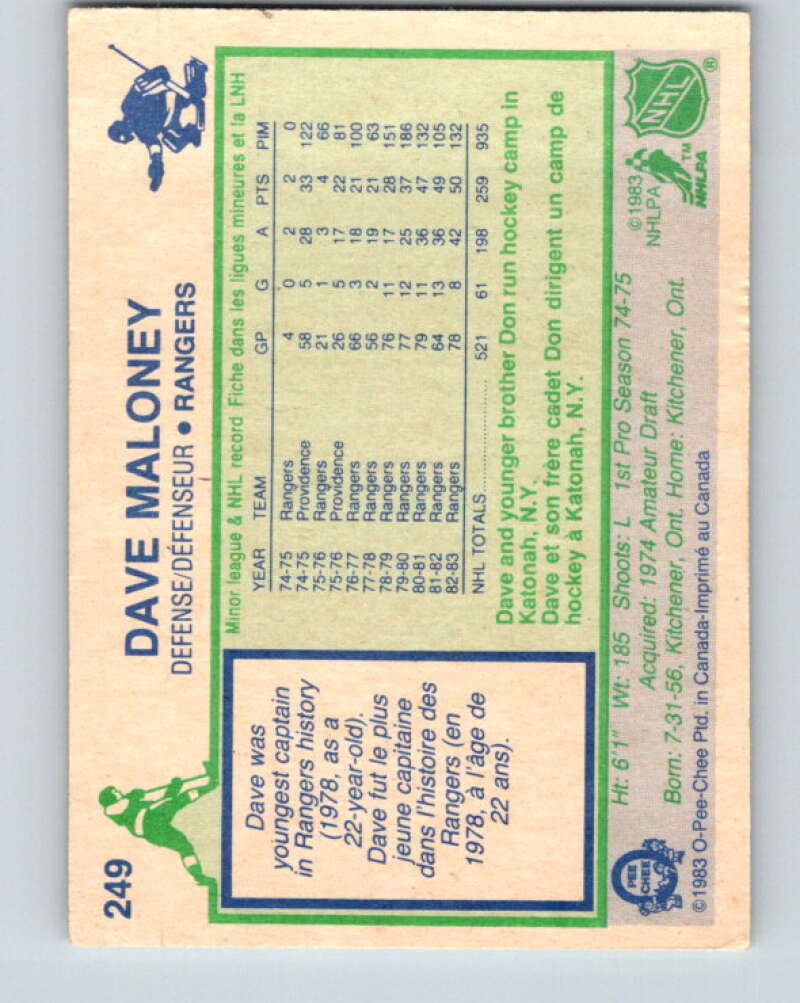 249
DAVE MALONEY
DEFENSE/DÉFENSEUR • RANGERS
Dave was
youngest captain
in Rangers history
(1978, as a
22-year-old).
Dave fut le plus
jeune capitaine
dans l'histoire des
Rangers (en
1978, à l'âge de
22 ans).
Minor league & NHL record Fiche dans les ligues mineures et la LNH
YEAR TEAM GP G A PTS PIM
74-75 Rangers 4 0 2 2 0
74-75 Providence 58 5 28 33 122
75-76 Rangers 21 1 3 4 66
75-76 Providence 26 5 17 22 81
76-77 Rangers 66 3 18 21 100
77-78 Rangers 56 2 19 21 63
78-79 Rangers 76 11 17 28 151
79-80 Rangers 77 12 25 37 186
80-81 Rangers 79 11 36 47 132
81-82 Rangers 64 13 36 49 105
82-83 Rangers 78 8 42 50 132
NHL TOTALS 521 61 198 259 935
Dave and younger brother Don run hockey camp in
Katonah, N.Y.
Dave et son frère cadet Don dirigent un camp de
hockey à Katonah, N.Y.
Ht: 6'1" Wt: 185 Shoots: L 1st Pro Season 74-75
Acquired: 1974 Amateur Draft
Born: 7-31-56, Kitchener, Ont. Home: Kitchener, Ont.
©1983 O-Pee-Chee Ptd. in Canada-Imprimé au Canada
O
PEE
CHEE
©1983
NHLPA
NHLPA
™
NHL
®